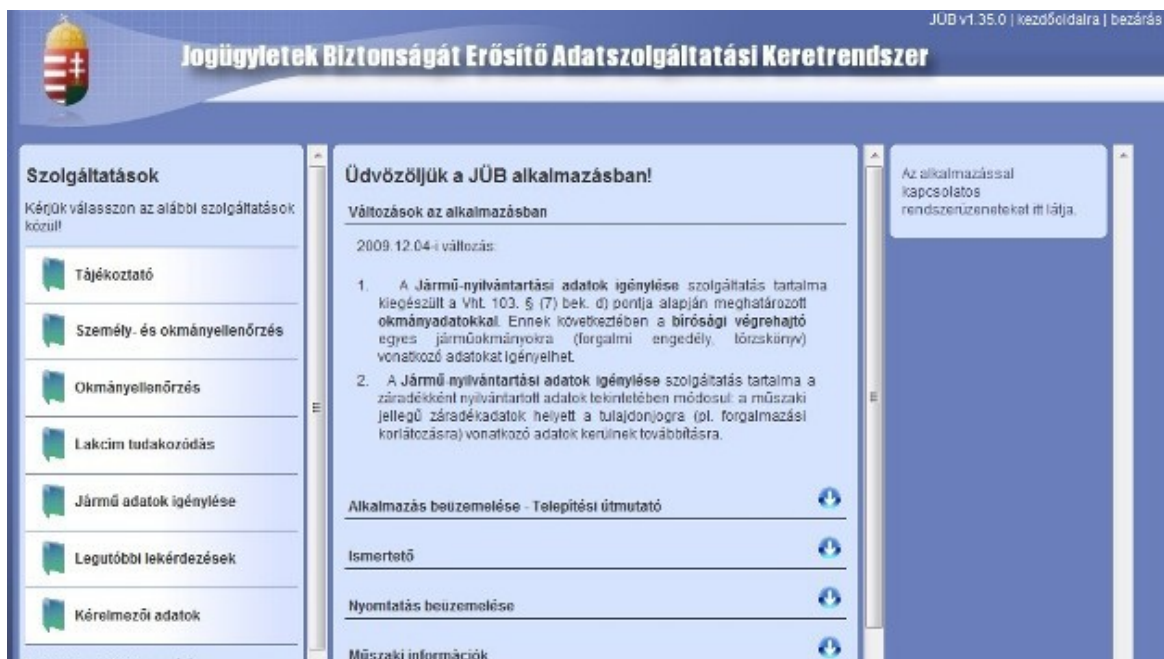 JÜB v1.35.0 | kezdőoldalra | bezárás
Jogügyletek Biztonságát Erősítő Adatszolgáltatási Keretrendszer
Szolgáltatások
Kérjük válasszon az alábbi szolgáltatások
közül!
Tájékoztató
Személy- és okmányellenőrzés
Okmányellenőrzés
Lakcím tudakozódás
Jármű adatok igénylése
Legutóbbi lekérdezések
Kérelmezői adatok
Üdvözöljük a JÜB alkalmazásban!
Változások az alkalmazásban
2009.12.04-i változás:
1. A Jármű-nyilvántartási adatok igénylése szolgáltatás tartalma
kiegészült a Vht. 103. § (7) bek. d) pontja alapján meghatározott
okmányadatokkal. Ennek következtében a bírósági végrehajtó
egyes járműokmányokra (forgalmi engedély, törzskönyv)
vonatkozó adatokat igényelhet.
2. A Jármű-nyilvántartási adatok igénylése szolgáltatás tartalma a
záradékként nyilvántartott adatok tekintetében módosul: a műszaki
jellegű záradékadatok helyett a tulajdonjogra (pl. forgalmazási
korlátozásra) vonatkozó adatok kerülnek továbbításra.
Alkalmazás beüzemelése - Telepítési útmutató
Ismertető
Nyomtatás beüzemelése
Műszaki információk
Az alkalmazással
kapcsolatos
rendszerüzeneteket itt látja.